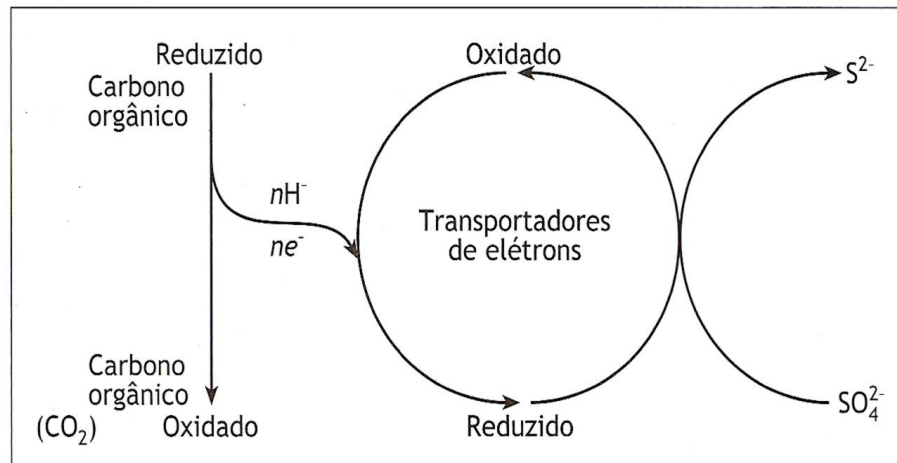 Reduzido
Carbono
orgânico
nH⁻
ne⁻
Carbono
orgânico
(CO₂) Oxidado
Oxidado
Transportadores
de elétrons
Reduzido
S²⁻
SO₄²⁻